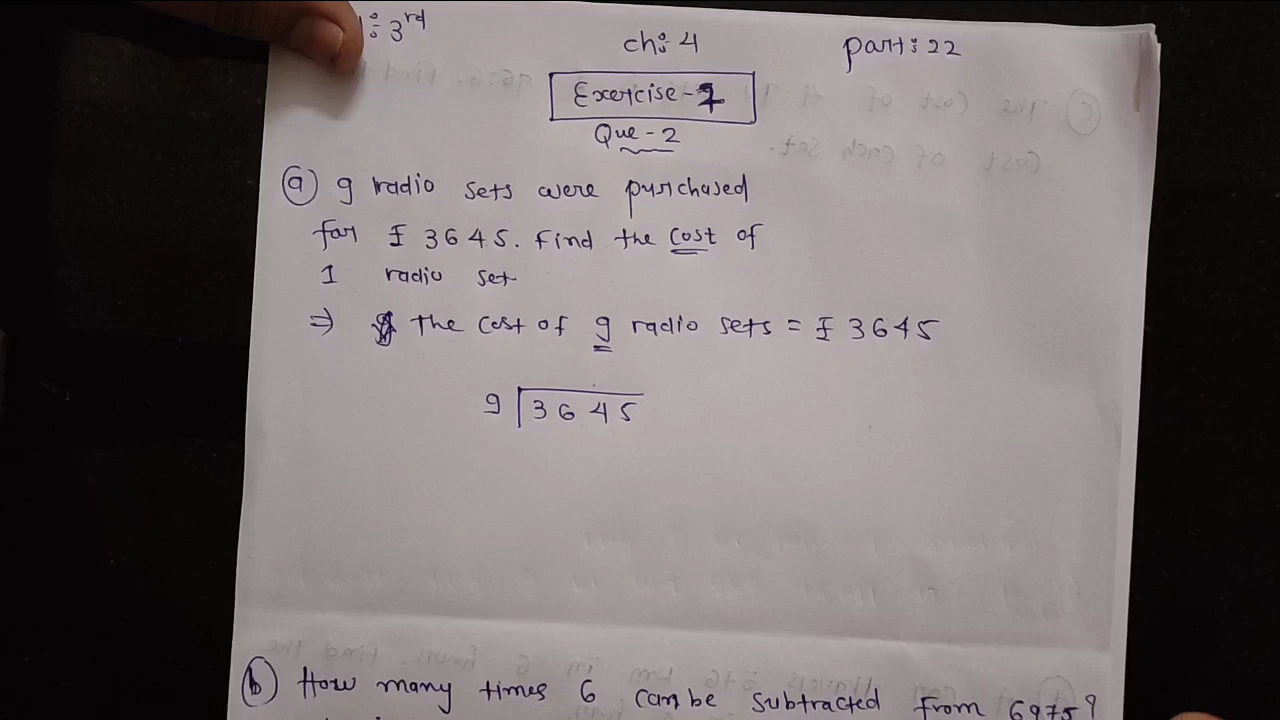 : 3rd
ch: 4
part: 22
Exercise-1
Que-2
(a) 9 radio sets were purchased
for ₹ 3645. Find the cost of
1 radio set
⇒ the cost of 9 radio sets = ₹ 3645
9 3645
(b) How many times 6 can be subtracted from 6975?